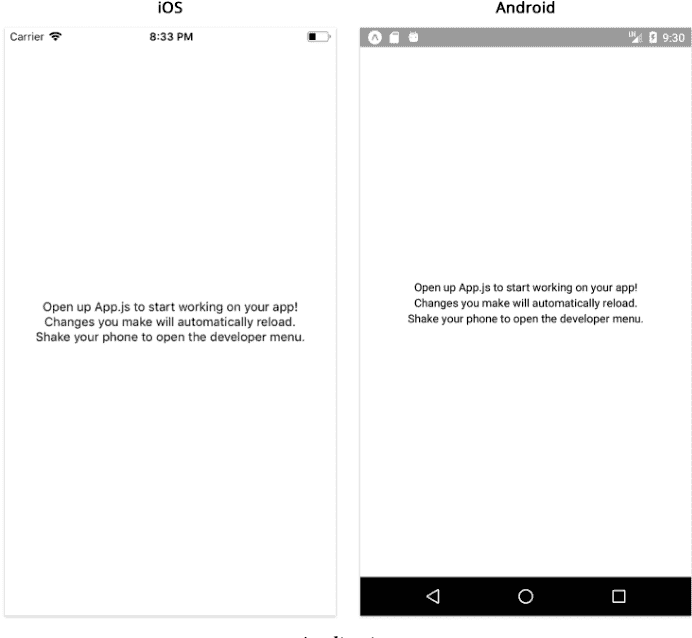 iOS
Carrier 8:33 PM
Open up App.js to start working on your app!
Changes you make will automatically reload.
Shake your phone to open the developer menu.
Android
9:30
Open up App.js to start working on your app!
Changes you make will automatically reload.
Shake your phone to open the developer menu.